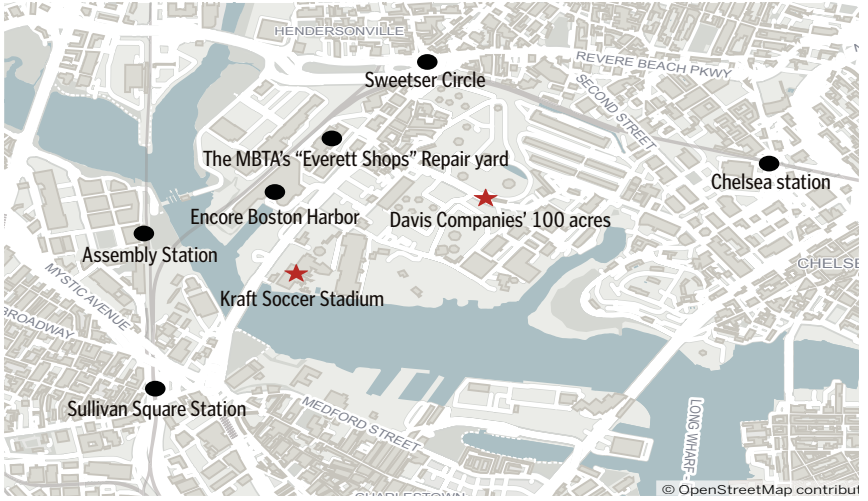 HENDERSONVILLE
REVERE BEACH PKWY
Sweetser Circle
SECOND STREET
The MBTA's “Everett Shops” Repair yard
Chelsea station
Encore Boston Harbor
Davis Companies' 100 acres
Assembly Station
CHELSE
MYSTIC AVENUE
Kraft Soccer Stadium
BROADWAY
Sullivan Square Station
MEDFORD STREET
LONG WHARF
CHARLESTOWN
© OpenStreetMap contribut